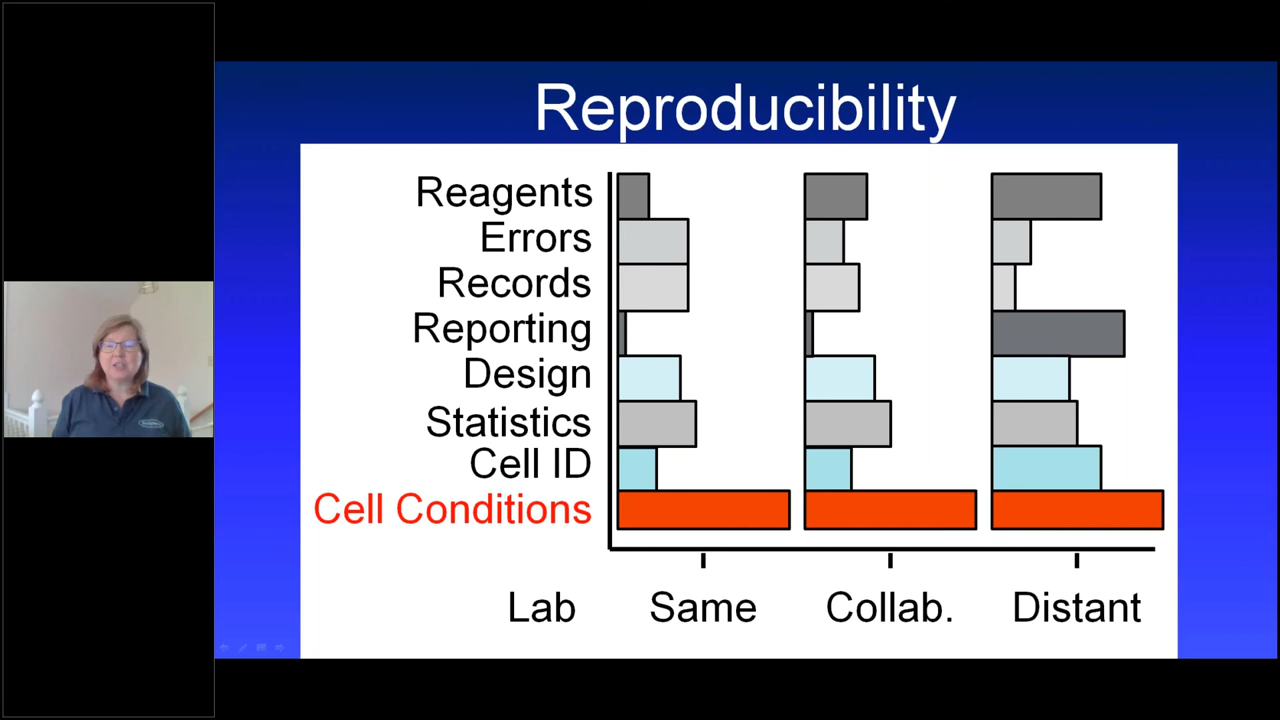 Reproducibility
Reagents
Errors
Records
Reporting
Design
Statistics
Cell ID
Cell Conditions
Lab Same Collab. Distant